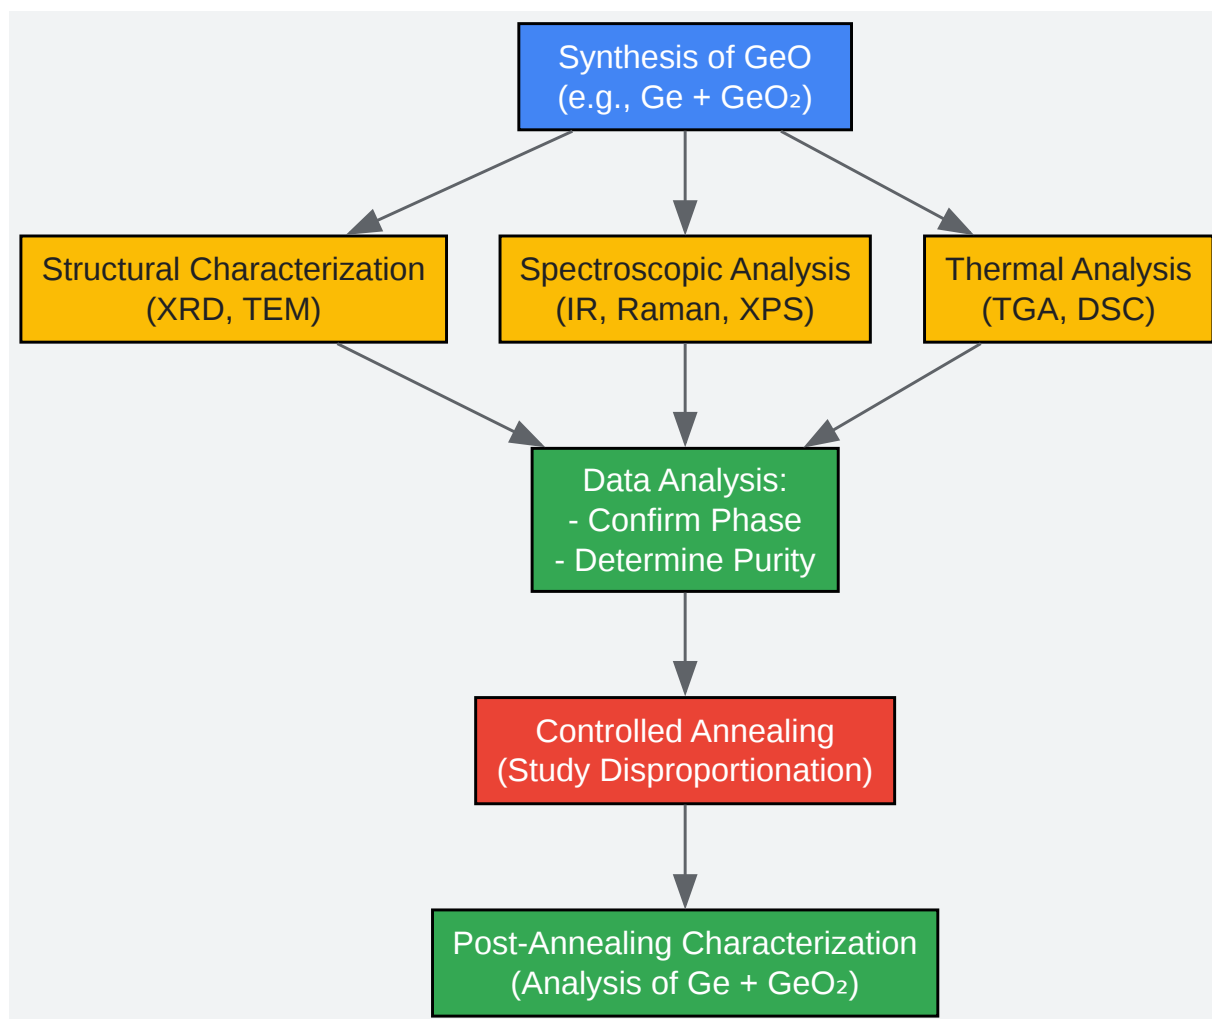 Synthesis of GeO
(e.g., Ge + GeO₂)
Structural Characterization
(XRD, TEM)
Spectroscopic Analysis
(IR, Raman, XPS)
Thermal Analysis
(TGA, DSC)
Data Analysis:
- Confirm Phase
- Determine Purity
Controlled Annealing
(Study Disproportionation)
Post-Annealing Characterization
(Analysis of Ge + GeO₂)